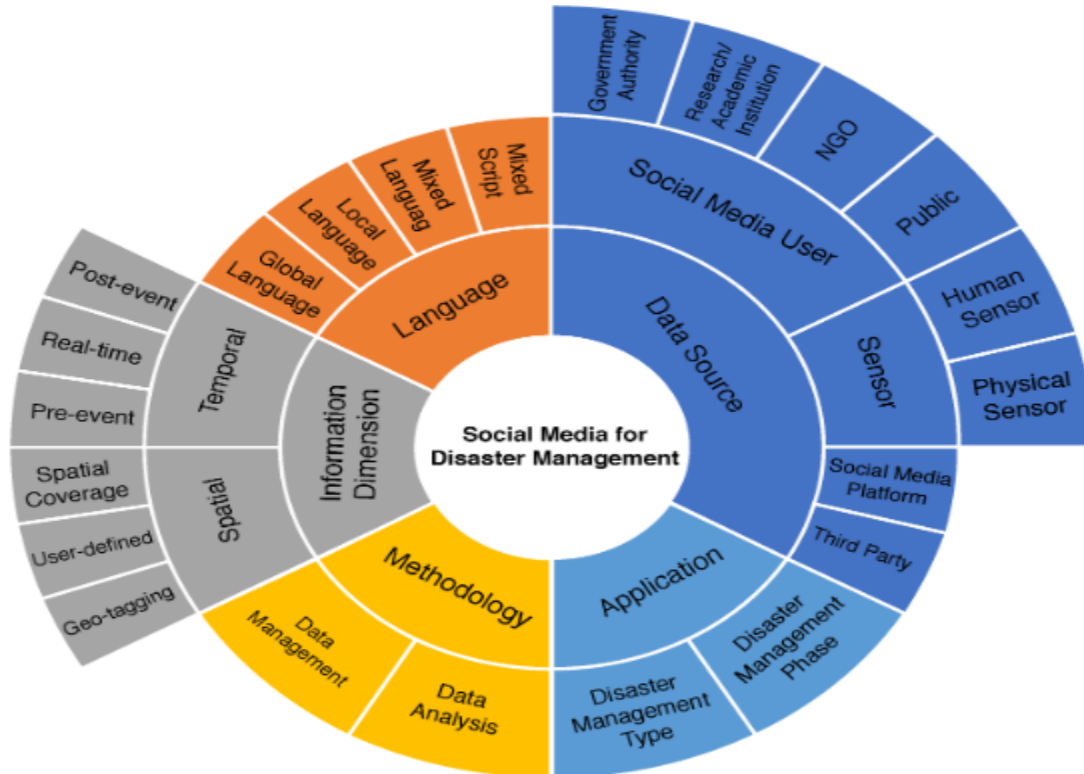 Social Media for
Disaster Management
Data Source
Social Media User
Government
Authority
Research/
Academic
Institution
NGO
Public
Sensor
Human
Sensor
Physical
Sensor
Social Media
Platform
Third Party
Application
Disaster
Management
Phase
Disaster
Management
Type
Methodology
Data
Analysis
Data
Management
Information
Dimension
Spatial
Geo-tagging
User-defined
Spatial
Coverage
Temporal
Pre-event
Real-time
Post-event
Language
Global
Language
Local
Language
Mixed
Languag
Mixed
Script